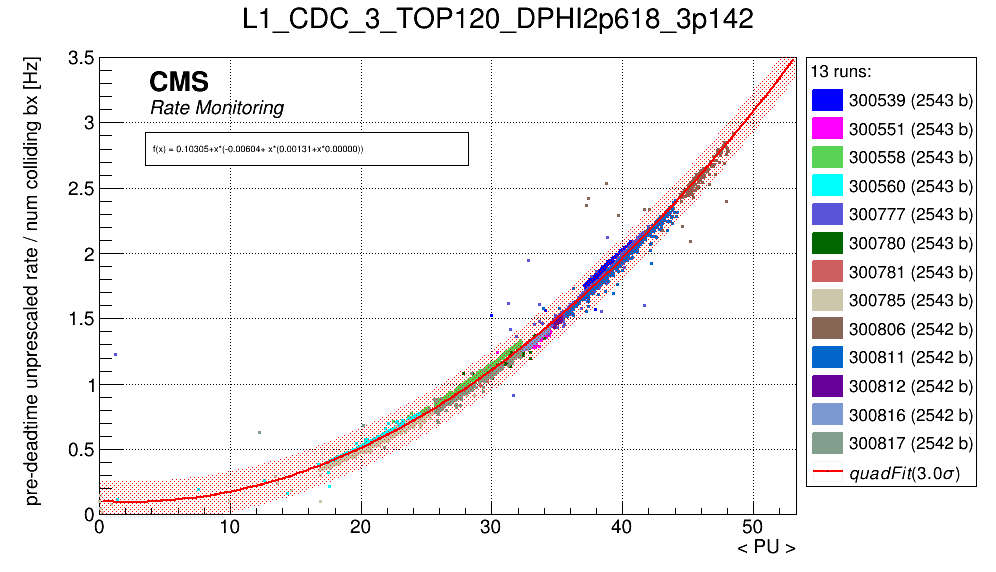 L1_CDC_3_TOP120_DPHI2p618_3p142
pre-deadtime unprescaled rate / num colliding bx [Hz]
3.5
3
2.5
2
1.5
1
0.5
0
CMS
Rate Monitoring
f(x) = 0.10305+x*(-0.00604+ x*(0.00131+x*0.00000))
0 10 20 30 40 50
< PU >
13 runs:
300539 (2543 b)
300551 (2543 b)
300558 (2543 b)
300560 (2543 b)
300777 (2543 b)
300780 (2543 b)
300781 (2543 b)
300785 (2543 b)
300806 (2542 b)
300811 (2542 b)
300812 (2542 b)
300816 (2542 b)
300817 (2542 b)
quadFit(3.0σ)